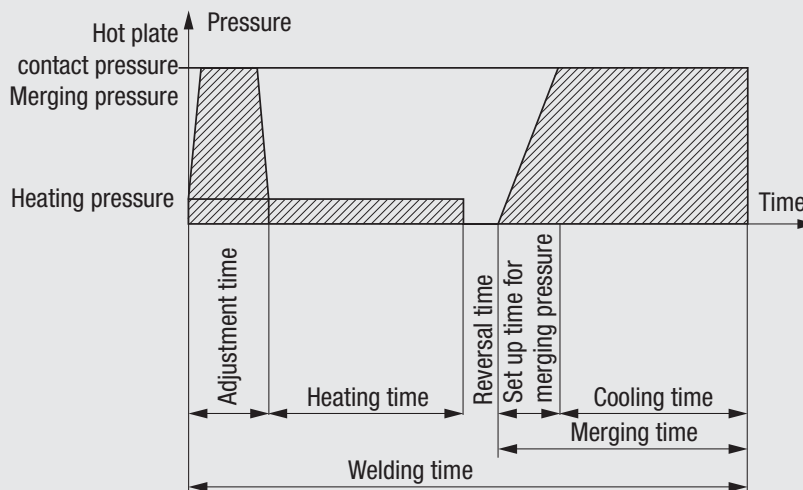 Pressure
Hot plate
contact pressure
Merging pressure
Heating pressure
Time
Adjustment time
Heating time
Reversal time
Set up time for
merging pressure
Cooling time
Merging time
Welding time